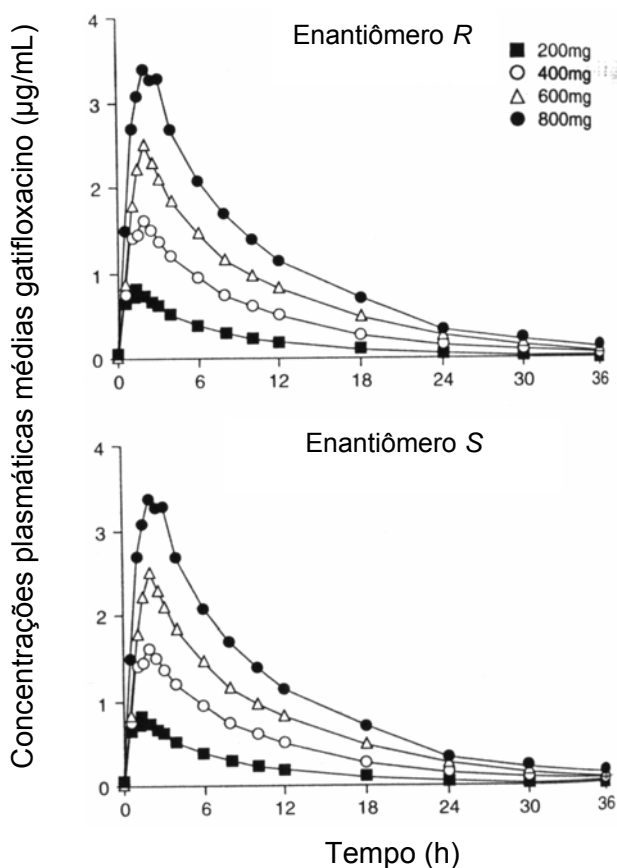 Concentrações plasmáticas médias gatifloxacino (µg/mL)
Enantiômero R
200mg
400mg
600mg
800mg
4
3
2
1
0
0 6 12 18 24 30 36
Enantiômero S
4
3
2
1
0
0 6 12 18 24 30 36
Tempo (h)